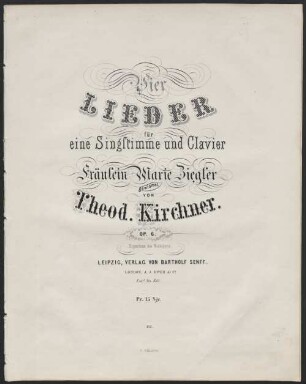 Vier
LIEDER
für
eine Singstimme und Clavier
Fräulein Marie Ziegler
VON
Theod. Kirchner.
OP. 6.
LEIPZIG, VERLAG VON BARTHOLF SENFF.
Pr. 15 Ngr.